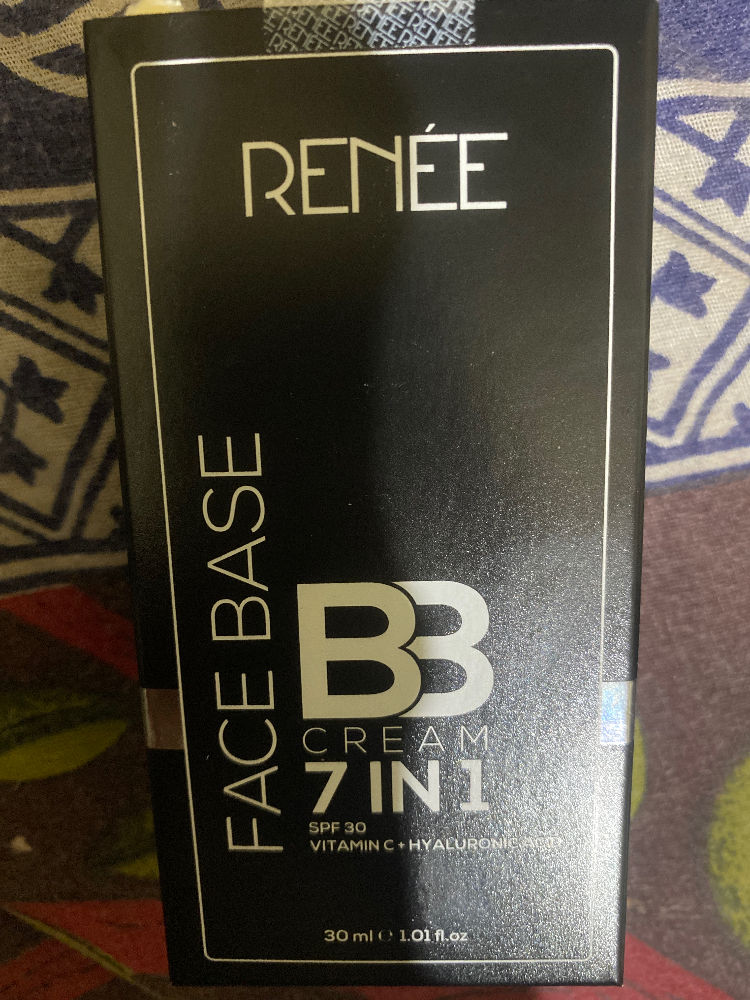 RENÉE
FACE BASE
BB
CREAM
7 IN 1
SPF 30
VITAMIN C + HYALURONIC ACID
30 ml ℮ 1.01 fl.oz